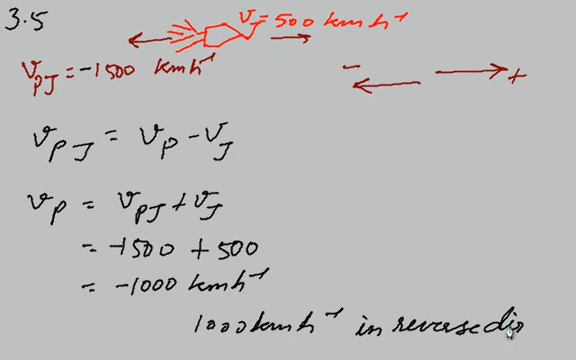 3.5
v_J = 500 km h⁻¹
v_PJ = -1500 km h⁻¹
- +
v_PJ = v_P - v_J
v_P = v_PJ + v_J
= -1500 + 500
= -1000 km h⁻¹
1000 km h⁻¹ in reverse di